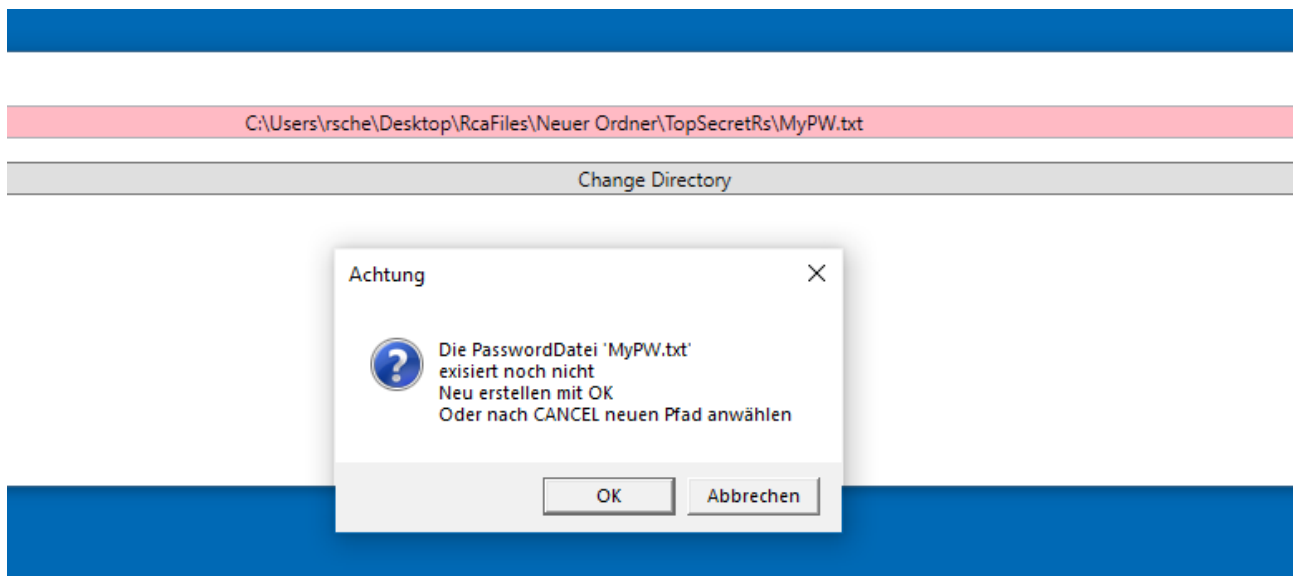 C:\Users\rsche\Desktop\RcaFiles\Neuer Ordner\TopSecretRs\MyPW.txt
Change Directory
Achtung
Die PasswordDatei 'MyPW.txt'
exisiert noch nicht
Neu erstellen mit OK
Oder nach CANCEL neuen Pfad anwählen
OK
Abbrechen